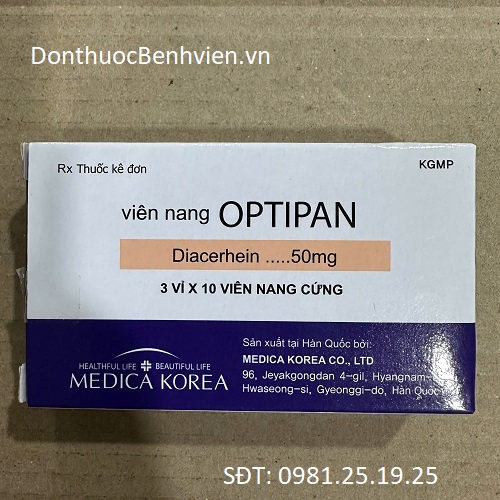 DonthuocBenhvien.vn
Rx Thuốc kê đơn
KGMP
viên nang OPTIPAN
Diacerhein .....50mg
3 VỈ X 10 VIÊN NANG CỨNG
Sản xuất tại Hàn Quốc bởi:
MEDICA KOREA CO., LTD
96, Jeyakgongdan 4-gil, Hyangnam-
Hwaseong-si, Gyeonggi-do, Hàn Quốc
HEALTHFUL LIFE BEAUTIFUL LIFE
MEDICA KOREA
SĐT: 0981.25.19.25